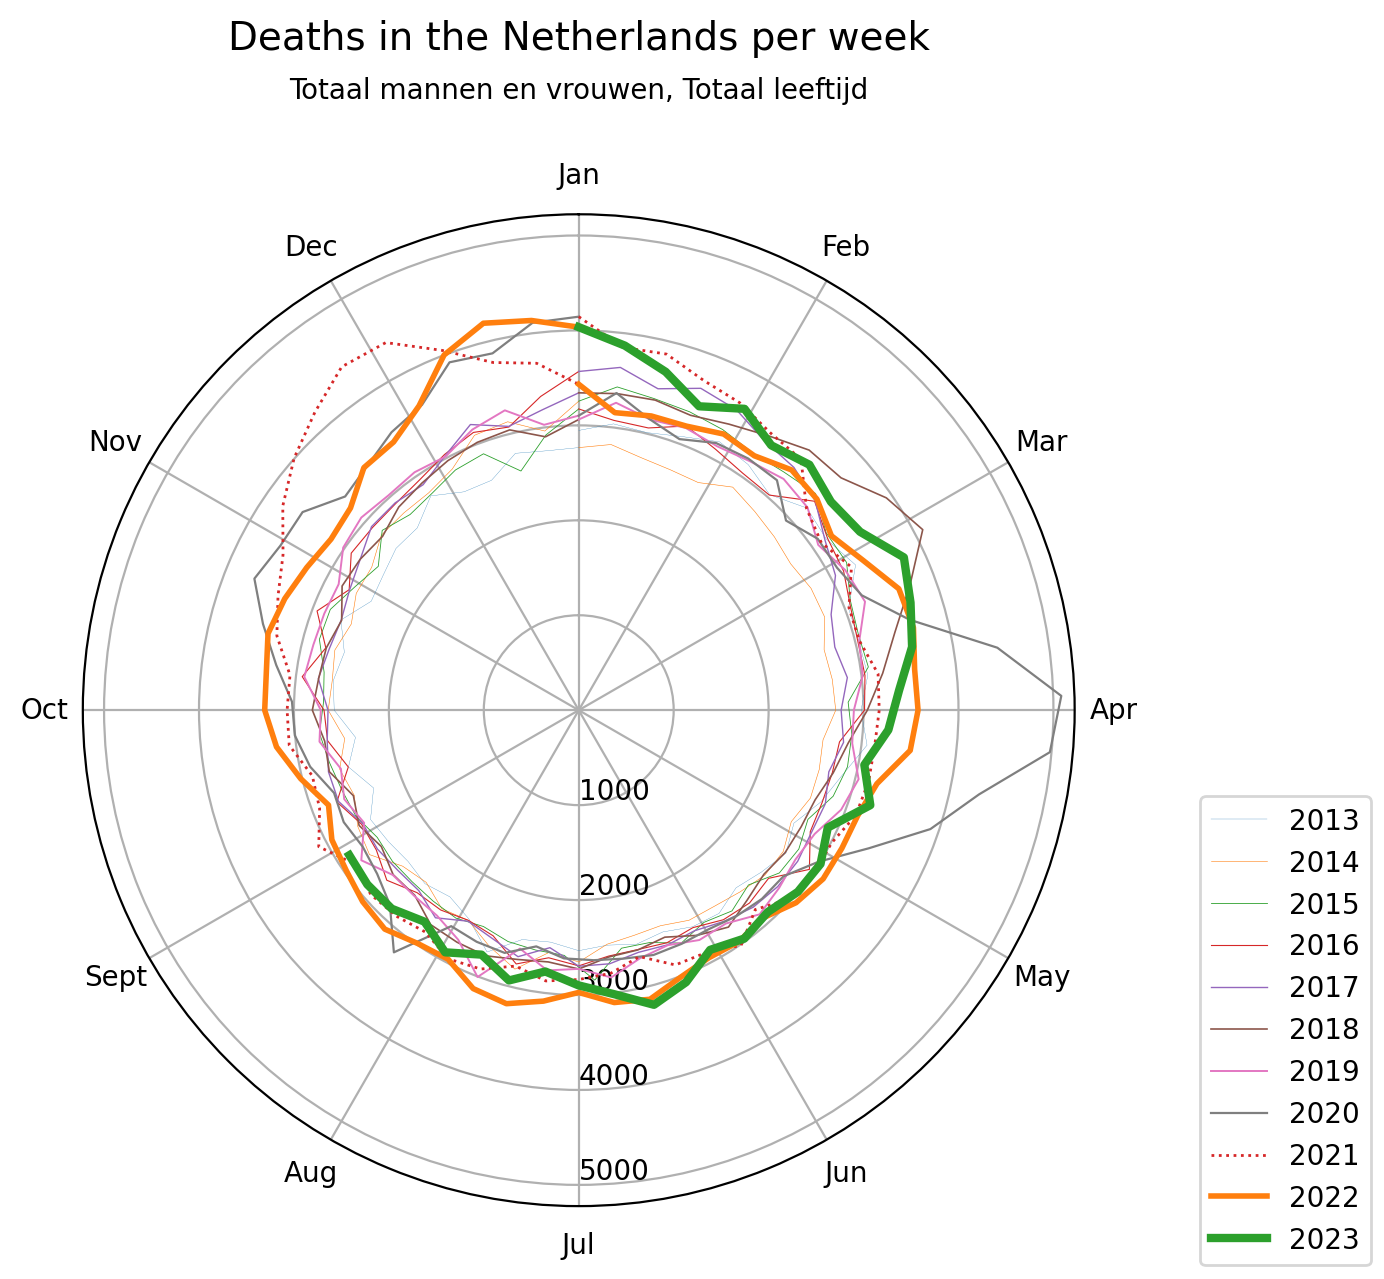 Deaths in the Netherlands per week
Totaal mannen en vrouwen, Totaal leeftijd
Jan
Dec
Feb
Nov
Mar
Oct
Apr
1000
2000
3000
4000
5000
Sept
May
Aug
Jun
Jul
2013
2014
2015
2016
2017
2018
2019
2020
2021
2022
2023